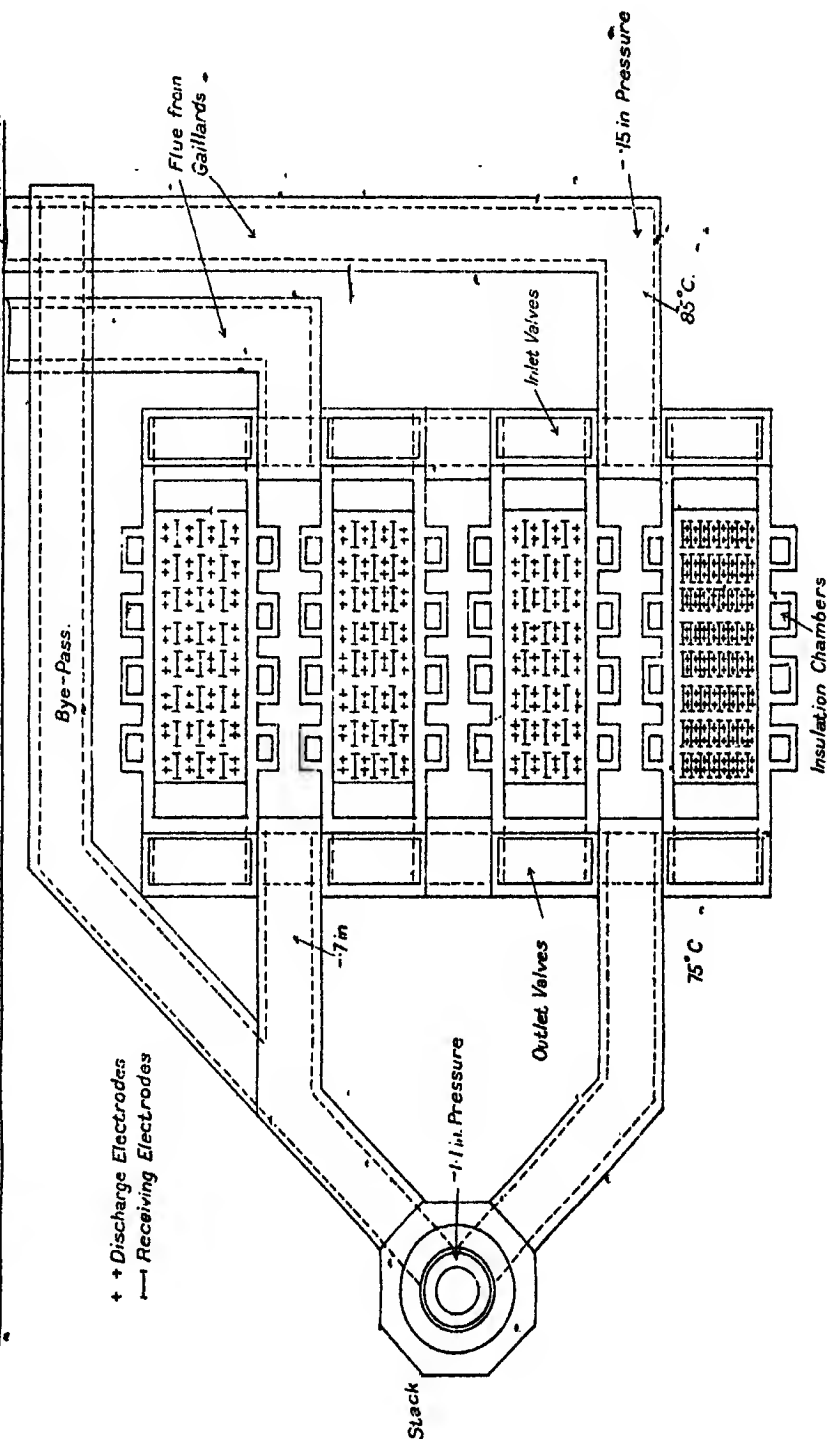 + + Discharge Electrodes
Receiving Electrodes
Bye-Pass.
Flue from
Gaillards
-·15 in Pressure
85°C.
Inlet Valves
Insulation Chambers
Outlet Valves
75°C
-·7 in
-1·1 in. Pressure
Stack